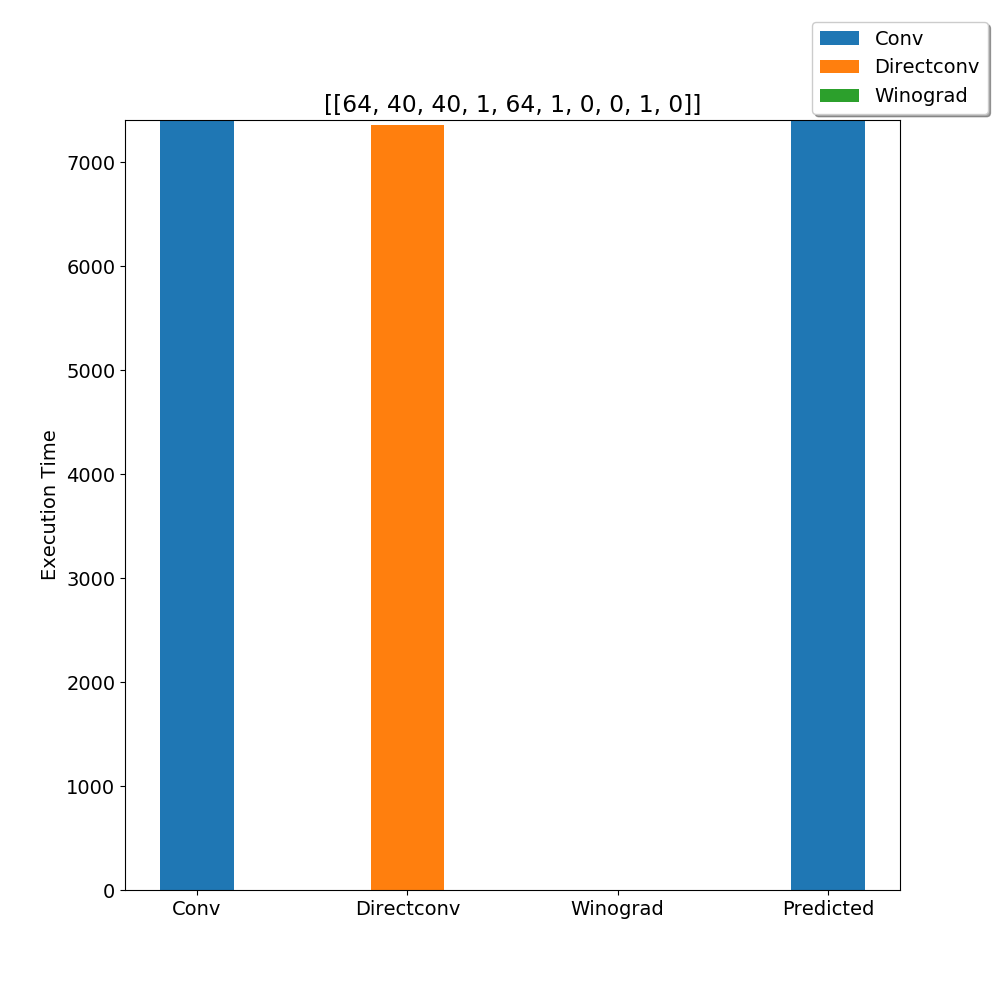 Conv
Directconv
Winograd
[[64, 40, 40, 1, 64, 1, 0, 0, 1, 0]]
7000
6000
5000
4000
3000
2000
1000
0
Execution Time
Conv Directconv Winograd Predicted